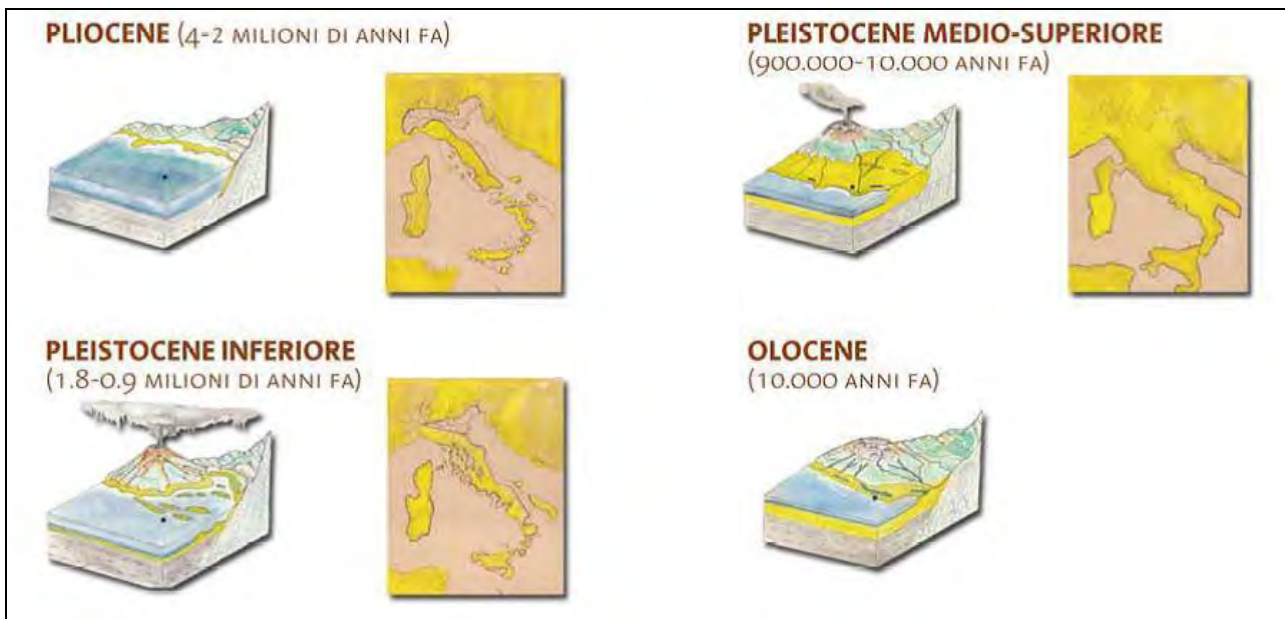 PLIOCENE (4-2 MILIONI DI ANNI FA)
PLEISTOCENE INFERIORE
(1.8-0.9 MILIONI DI ANNI FA)
PLEISTOCENE MEDIO-SUPERIORE
(900.000-10.000 ANNI FA)
OLOCENE
(10.000 ANNI FA)